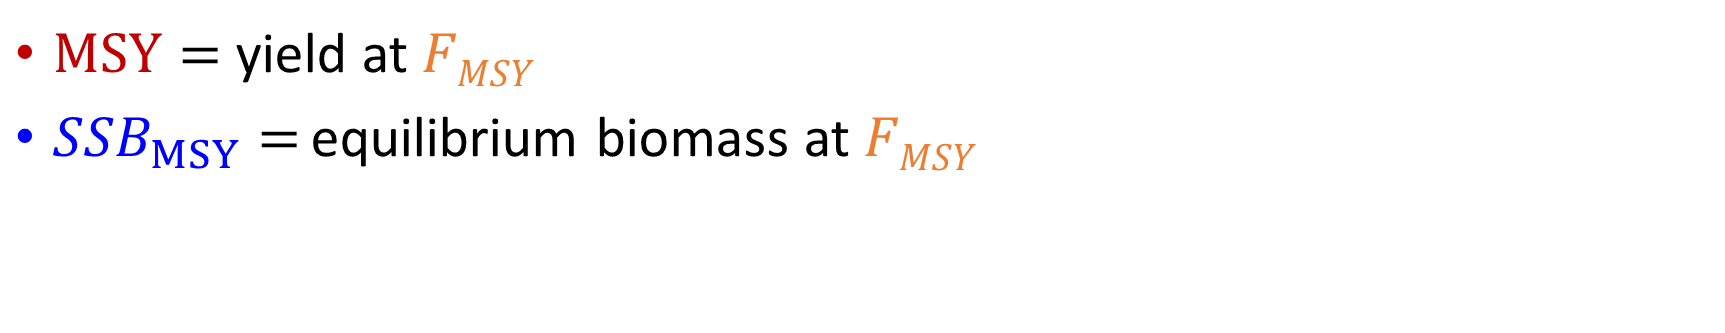 • MSY = yield at F_MSY
• SSB_MSY = equilibrium biomass at F_MSY